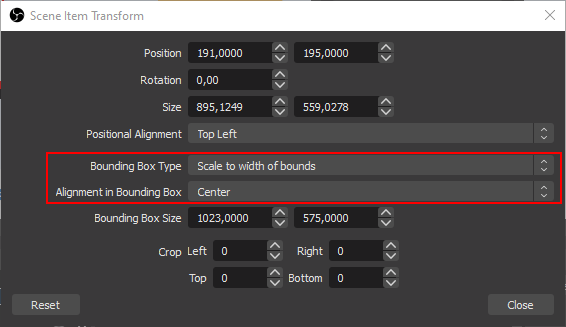 Scene Item Transform
Position 191,0000 195,0000
Rotation 0,00
Size 895,1249 559,0278
Positional Alignment Top Left
Bounding Box Type Scale to width of bounds
Alignment in Bounding Box Center
Bounding Box Size 1023,0000 575,0000
Crop Left 0 Right 0
Top 0 Bottom 0
Reset Close